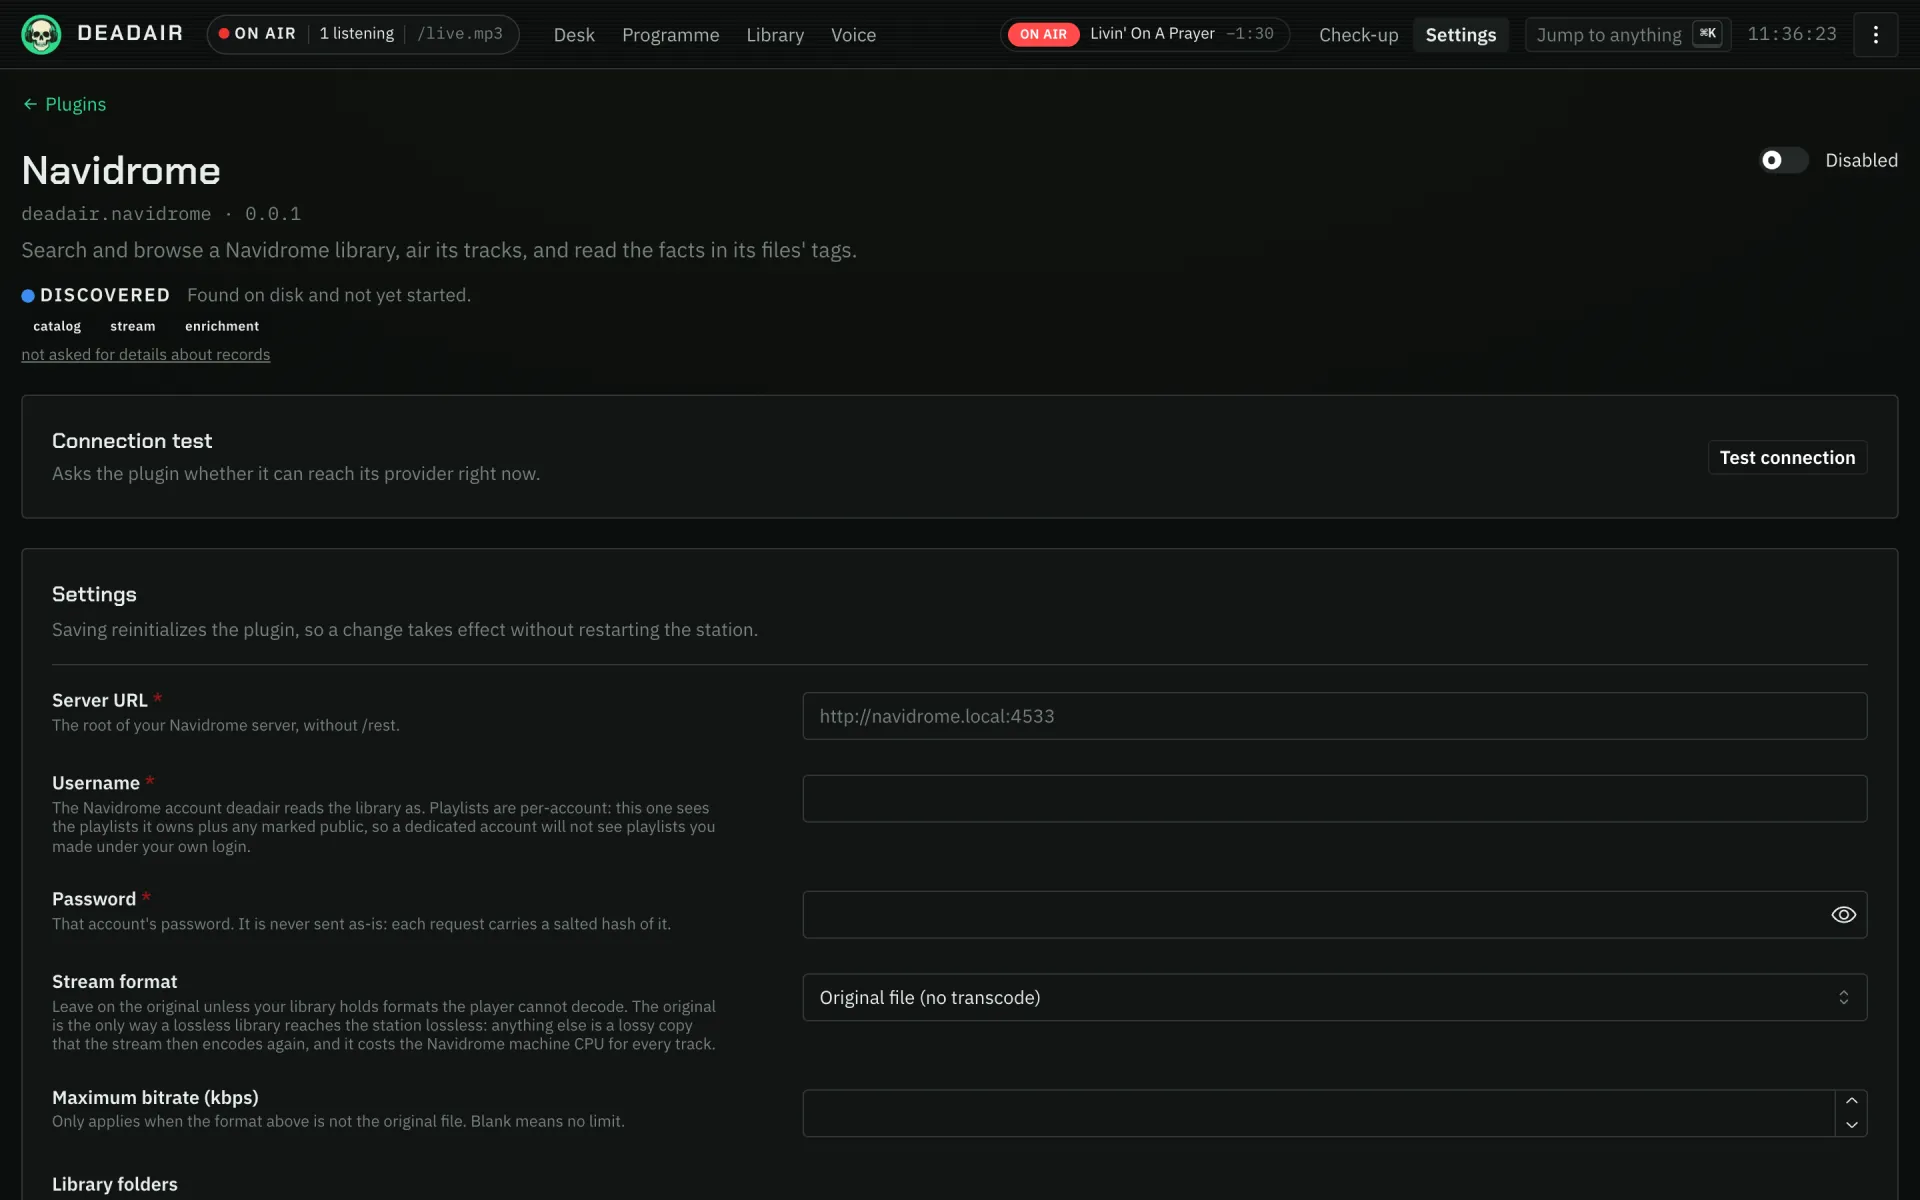 DEADAIR
ON AIR
1 listening
/live.mp3
Desk
Programme
Library
Voice
ON AIR
Livin' On A Prayer
−1:30
Check-up
Settings
Jump to anything
⌘K
11:36:23
← Plugins
Navidrome
Disabled
deadair.navidrome · 0.0.1
Search and browse a Navidrome library, air its tracks, and read the facts in its files' tags.
DISCOVERED
Found on disk and not yet started.
catalog
stream
enrichment
not asked for details about records
Connection test
Asks the plugin whether it can reach its provider right now.
Test connection
Settings
Saving reinitializes the plugin, so a change takes effect without restarting the station.
Server URL *
The root of your Navidrome server, without /rest.
http://navidrome.local:4533
Username *
The Navidrome account deadair reads the library as. Playlists are per-account: this one sees
the playlists it owns plus any marked public, so a dedicated account will not see playlists you
made under your own login.
Password *
That account's password. It is never sent as-is: each request carries a salted hash of it.
Stream format
Leave on the original unless your library holds formats the player cannot decode. The original
is the only way a lossless library reaches the station lossless: anything else is a lossy copy
that the stream then encodes again, and it costs the Navidrome machine CPU for every track.
Original file (no transcode)
Maximum bitrate (kbps)
Only applies when the format above is not the original file. Blank means no limit.
Library folders